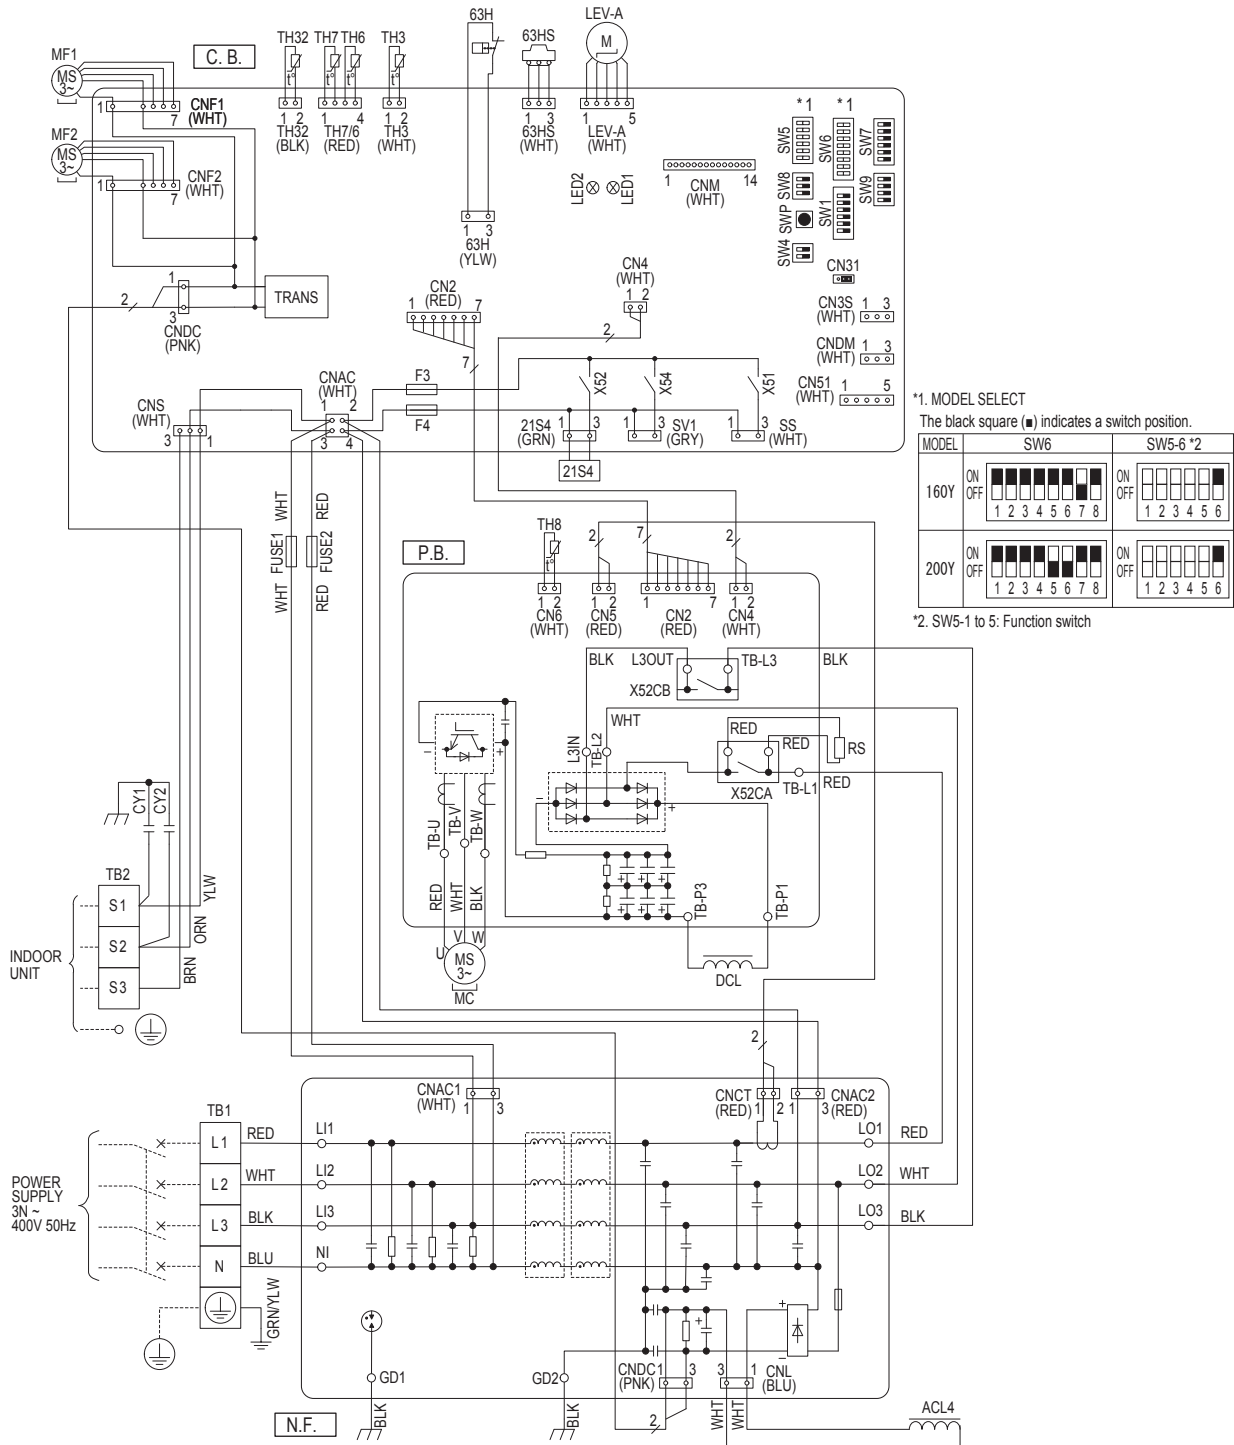 63H
LEV-A
MF1
C. B.
TH32 TH7 TH6 TH3
63HS
M
MS
3~
t° t° t° t°
1
CNF1
(WHT)
7
1 2
TH32
(BLK)
1 4
TH7/6
(RED)
1 2
TH3
(WHT)
1 3
63HS
(WHT)
1 5
LEV-A
(WHT)
*1 *1
SW5
SW6
SW7
MF2
MS
3~
1
CNF2
(WHT)
7
LED2
LED1
1 14
CNM
(WHT)
SW8
SW1
SW9
SWP
SW4
1 3
63H
(YLW)
CN31
CN4
(WHT)
1 2
2
CN2
(RED)
1 7
7
2
1
3
CNDC
(PNK)
TRANS
CN3S
(WHT)
1 3
CNDM
(WHT)
1 3
CN51
(WHT)
1 5
CNAC
(WHT)
1 2
3 4
F3
F4
X52
X54
X51
CNS
(WHT)
3 1
21S4
(GRN)
1 3
21S4
1 3
SV1
(GRY)
1 3
SS
(WHT)
*1. MODEL SELECT
The black square (■) indicates a switch position.
MODEL SW6 SW5-6 *2
160Y
ON
OFF
1 2 3 4 5 6 7 8
ON
OFF
1 2 3 4 5 6
200Y
ON
OFF
1 2 3 4 5 6 7 8
ON
OFF
1 2 3 4 5 6
*2. SW5-1 to 5: Function switch
WHT
RED
FUSE1
FUSE2
WHT
RED
P.B.
TH8
t°
1 2
CN6
(WHT)
2
1 2
CN5
(RED)
7
1 7
CN2
(RED)
2
1 2
CN4
(WHT)
BLK
L3OUT
TB-L3
BLK
X52CB
WHT
L3IN
TB-L2
RED
RED
RS
X52CA
TB-L1
RED
− +
− +
TB-U
TB-V
TB-W
+ + +
+ + +
RED
WHT
BLK
TB-P3
TB-P1
U V W
MS
3~
MC
DCL
CY1
CY2
TB2
S1
S2
S3
YLW
ORN
BRN
INDOOR
UNIT
2
CNAC1
(WHT)
1 3
CNCT
(RED)
1 2
1 3
CNAC2
(RED)
TB1
L1
RED
LI1
LO1
RED
L2
WHT
LI2
LO2
WHT
L3
BLK
LI3
LO3
BLK
N
BLU
NI
POWER
SUPPLY
3N ~
400V 50Hz
GRN/YLW
+
+
−
GD1
GD2
CNDC1
(PNK)
3
3 1
CNL
(BLU)
BLK
BLK
2
WHT
WHT
ACL4
N.F.